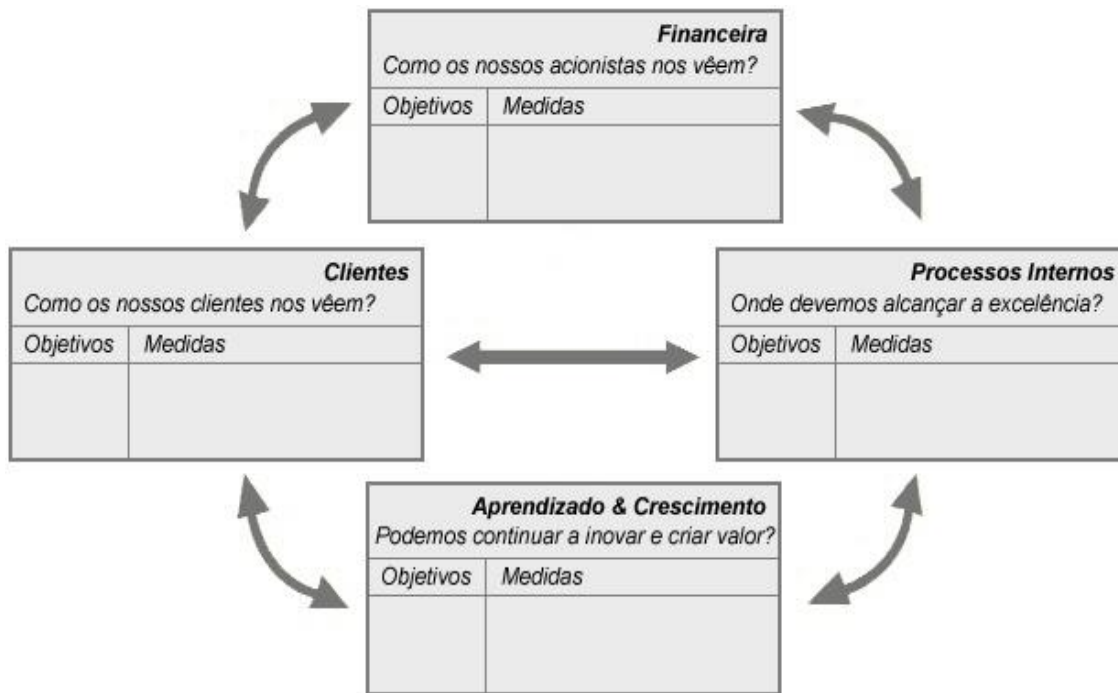 Financeira
Como os nossos acionistas nos vêem?
Objetivos Medidas
Clientes
Como os nossos clientes nos vêem?
Objetivos Medidas
Processos Internos
Onde devemos alcançar a excelência?
Objetivos Medidas
Aprendizado & Crescimento
Podemos continuar a inovar e criar valor?
Objetivos Medidas